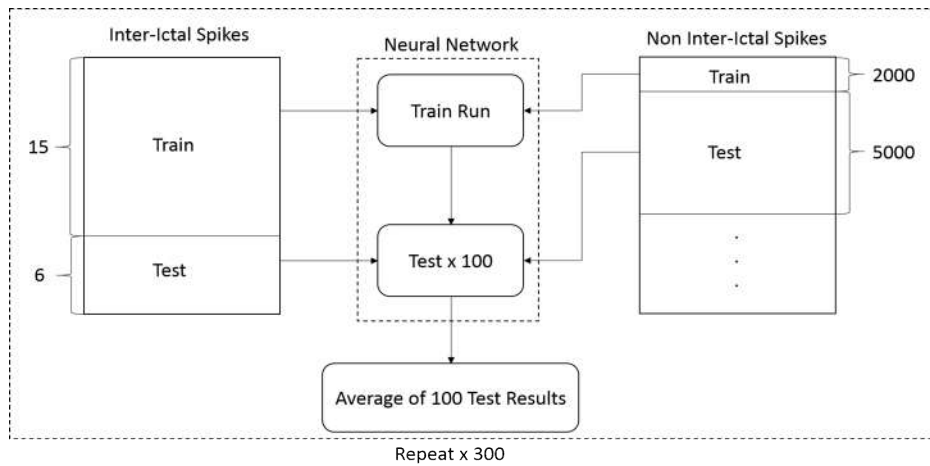 Inter-Ictal Spikes
Neural Network
Non Inter-Ictal Spikes
Train
2000
Train Run
15
Train
Test
5000
Test x 100
6
Test
.
.
.
Average of 100 Test Results
Repeat x 300